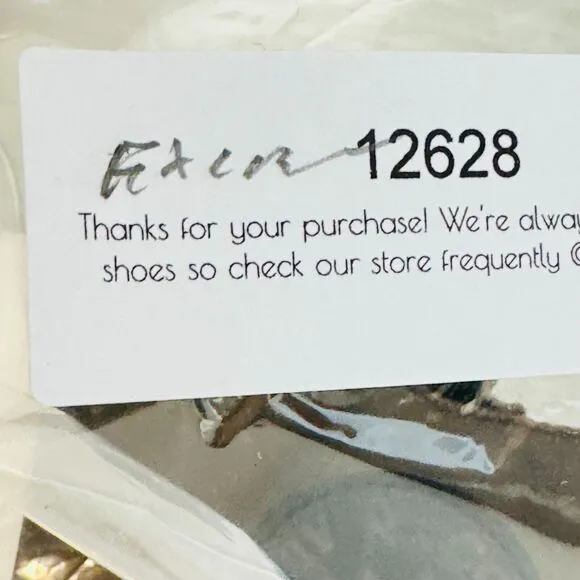 12628
Thanks for your purchase! We're alway
shoes so check our store frequently @